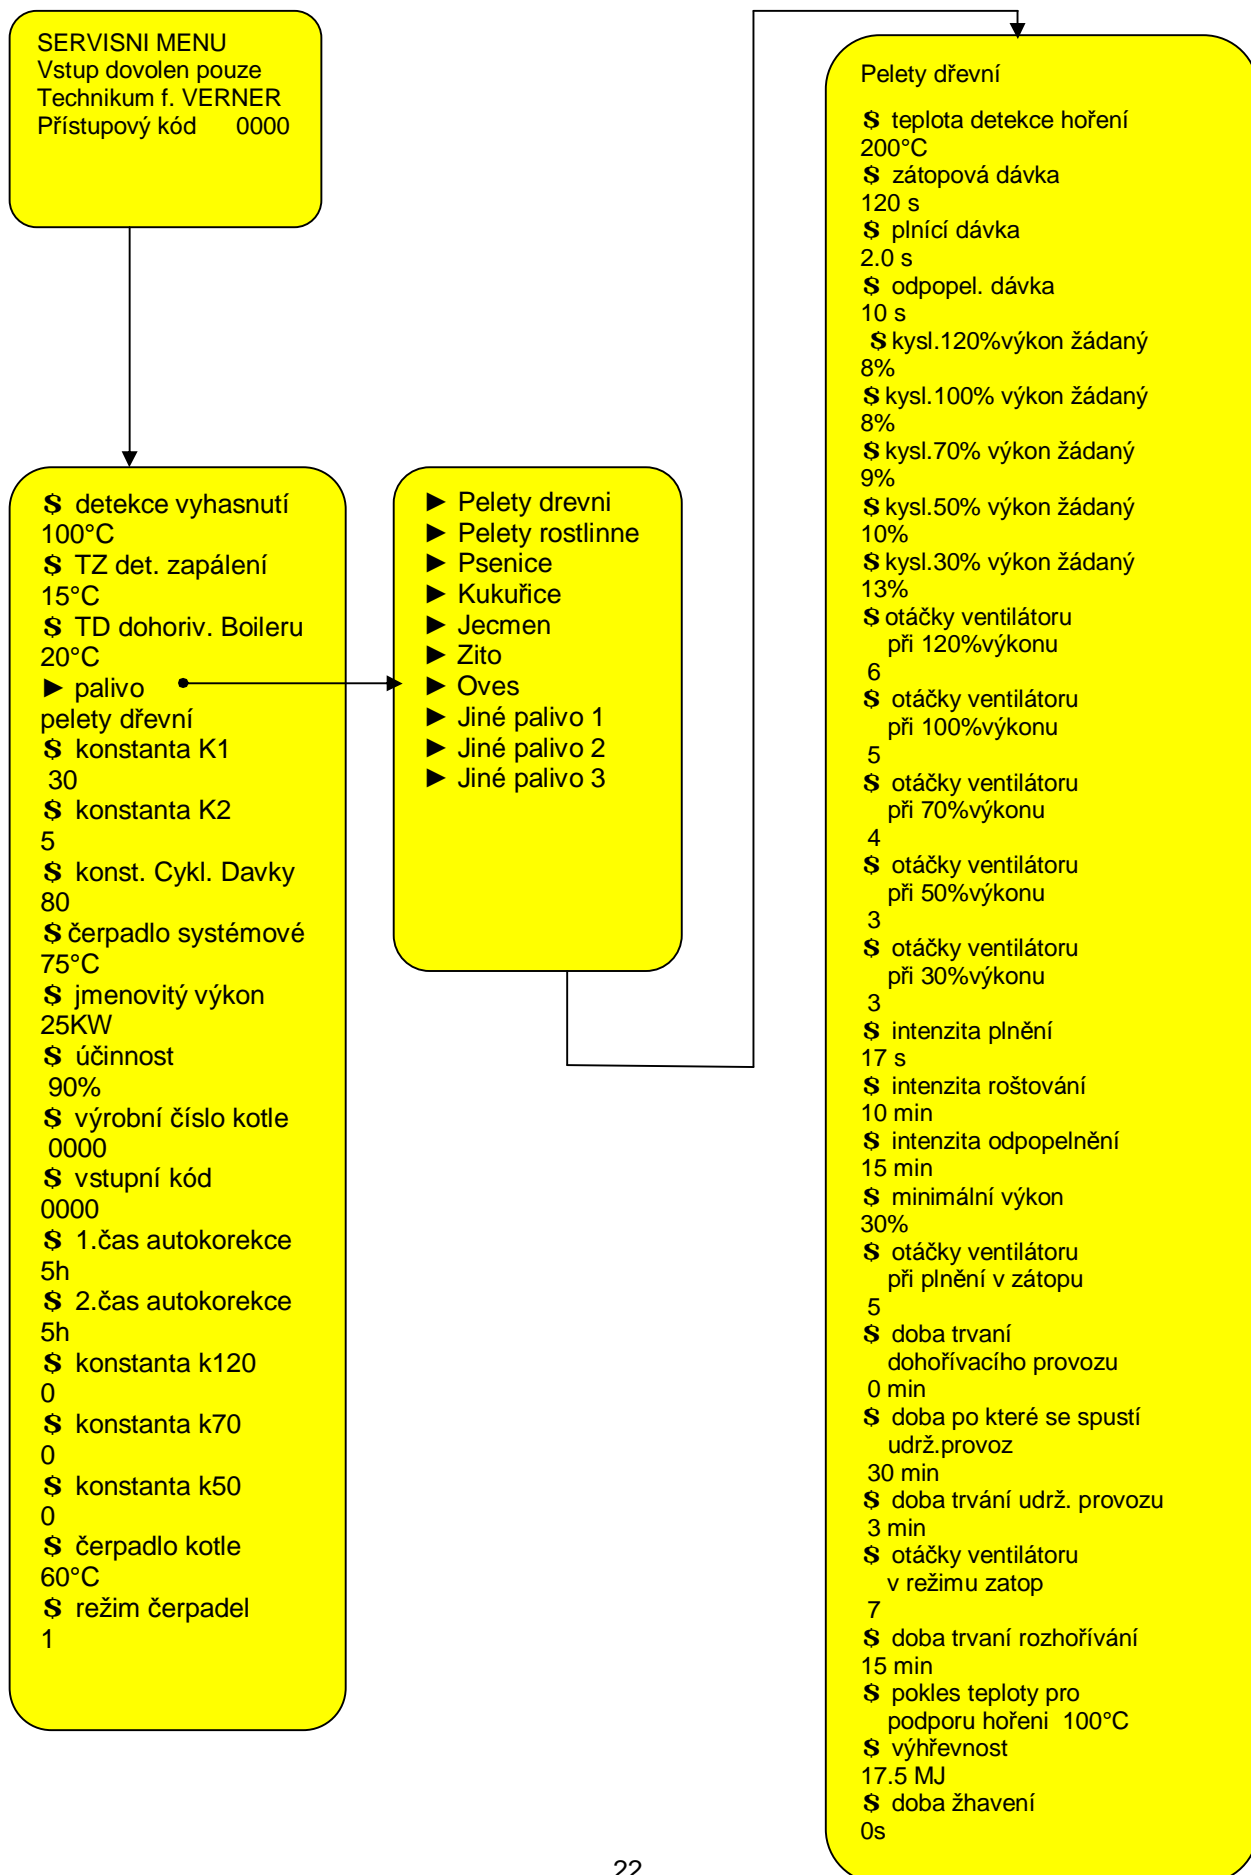 SERVISNI MENU
Vstup dovolen pouze
Technikum f. VERNER
Přístupový kód 0000
$ detekce vyhasnutí
100°C
$ TZ det. zapálení
15°C
$ TD dohoriv. Boileru
20°C
► palivo
pelety dřevní
$ konstanta K1
30
$ konstanta K2
5
$ konst. Cykl. Davky
80
$ čerpadlo systémové
75°C
$ jmenovitý výkon
25KW
$ účinnost
90%
$ výrobní číslo kotle
0000
$ vstupní kód
0000
$ 1.čas autokorekce
5h
$ 2.čas autokorekce
5h
$ konstanta k120
0
$ konstanta k70
0
$ konstanta k50
0
$ čerpadlo kotle
60°C
$ režim čerpadel
1
► Pelety drevni
► Pelety rostlinne
► Psenice
► Kukuřice
► Jecmen
► Zito
► Oves
► Jiné palivo 1
► Jiné palivo 2
► Jiné palivo 3
Pelety dřevní
$ teplota detekce hoření
200°C
$ zátopová dávka
120 s
$ plnící dávka
2.0 s
$ odpopel. dávka
10 s
$ kysl.120%výkon žádaný
8%
$ kysl.100% výkon žádaný
8%
$ kysl.70% výkon žádaný
9%
$ kysl.50% výkon žádaný
10%
$ kysl.30% výkon žádaný
13%
$ otáčky ventilátoru
při 120%výkonu
6
$ otáčky ventilátoru
při 100%výkonu
5
$ otáčky ventilátoru
při 70%výkonu
4
$ otáčky ventilátoru
při 50%výkonu
3
$ otáčky ventilátoru
při 30%výkonu
3
$ intenzita plnění
17 s
$ intenzita roštování
10 min
$ intenzita odpopelnění
15 min
$ minimální výkon
30%
$ otáčky ventilátoru
při plnění v zátopu
5
$ doba trvaní
dohořívacího provozu
0 min
$ doba po které se spustí
udrž.provoz
30 min
$ doba trvání udrž. provozu
3 min
$ otáčky ventilátoru
v režimu zatop
7
$ doba trvaní rozhořívání
15 min
$ pokles teploty pro
podporu hořeni 100°C
$ výhřevnost
17.5 MJ
$ doba žhavení
0s
22